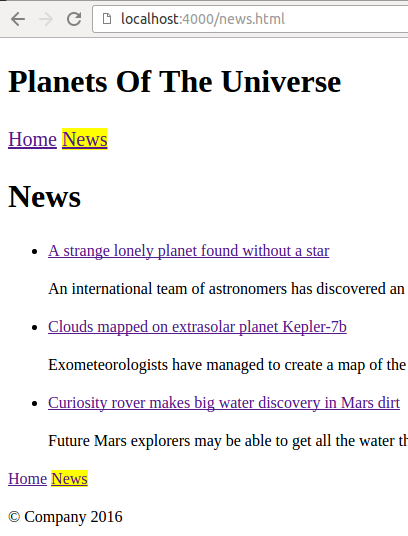 localhost:4000/news.html
Planets Of The Universe
Home News
News
A strange lonely planet found without a star
An international team of astronomers has discovered an
Clouds mapped on extrasolar planet Kepler-7b
Exometeorologists have managed to create a map of the
Curiosity rover makes big water discovery in Mars dirt
Future Mars explorers may be able to get all the water
Home News
© Company 2016